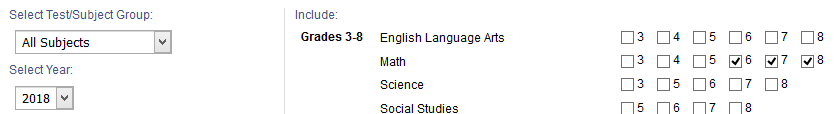 Select Test/Subject Group:
All Subjects
Select Year:
2018
Include:
Grades 3-8 English Language Arts 3 4 5 6 7 8
Math 3 4 5 6 7 8
Science 3 4 5 6 7 8
Social Studies 5 6 7 8